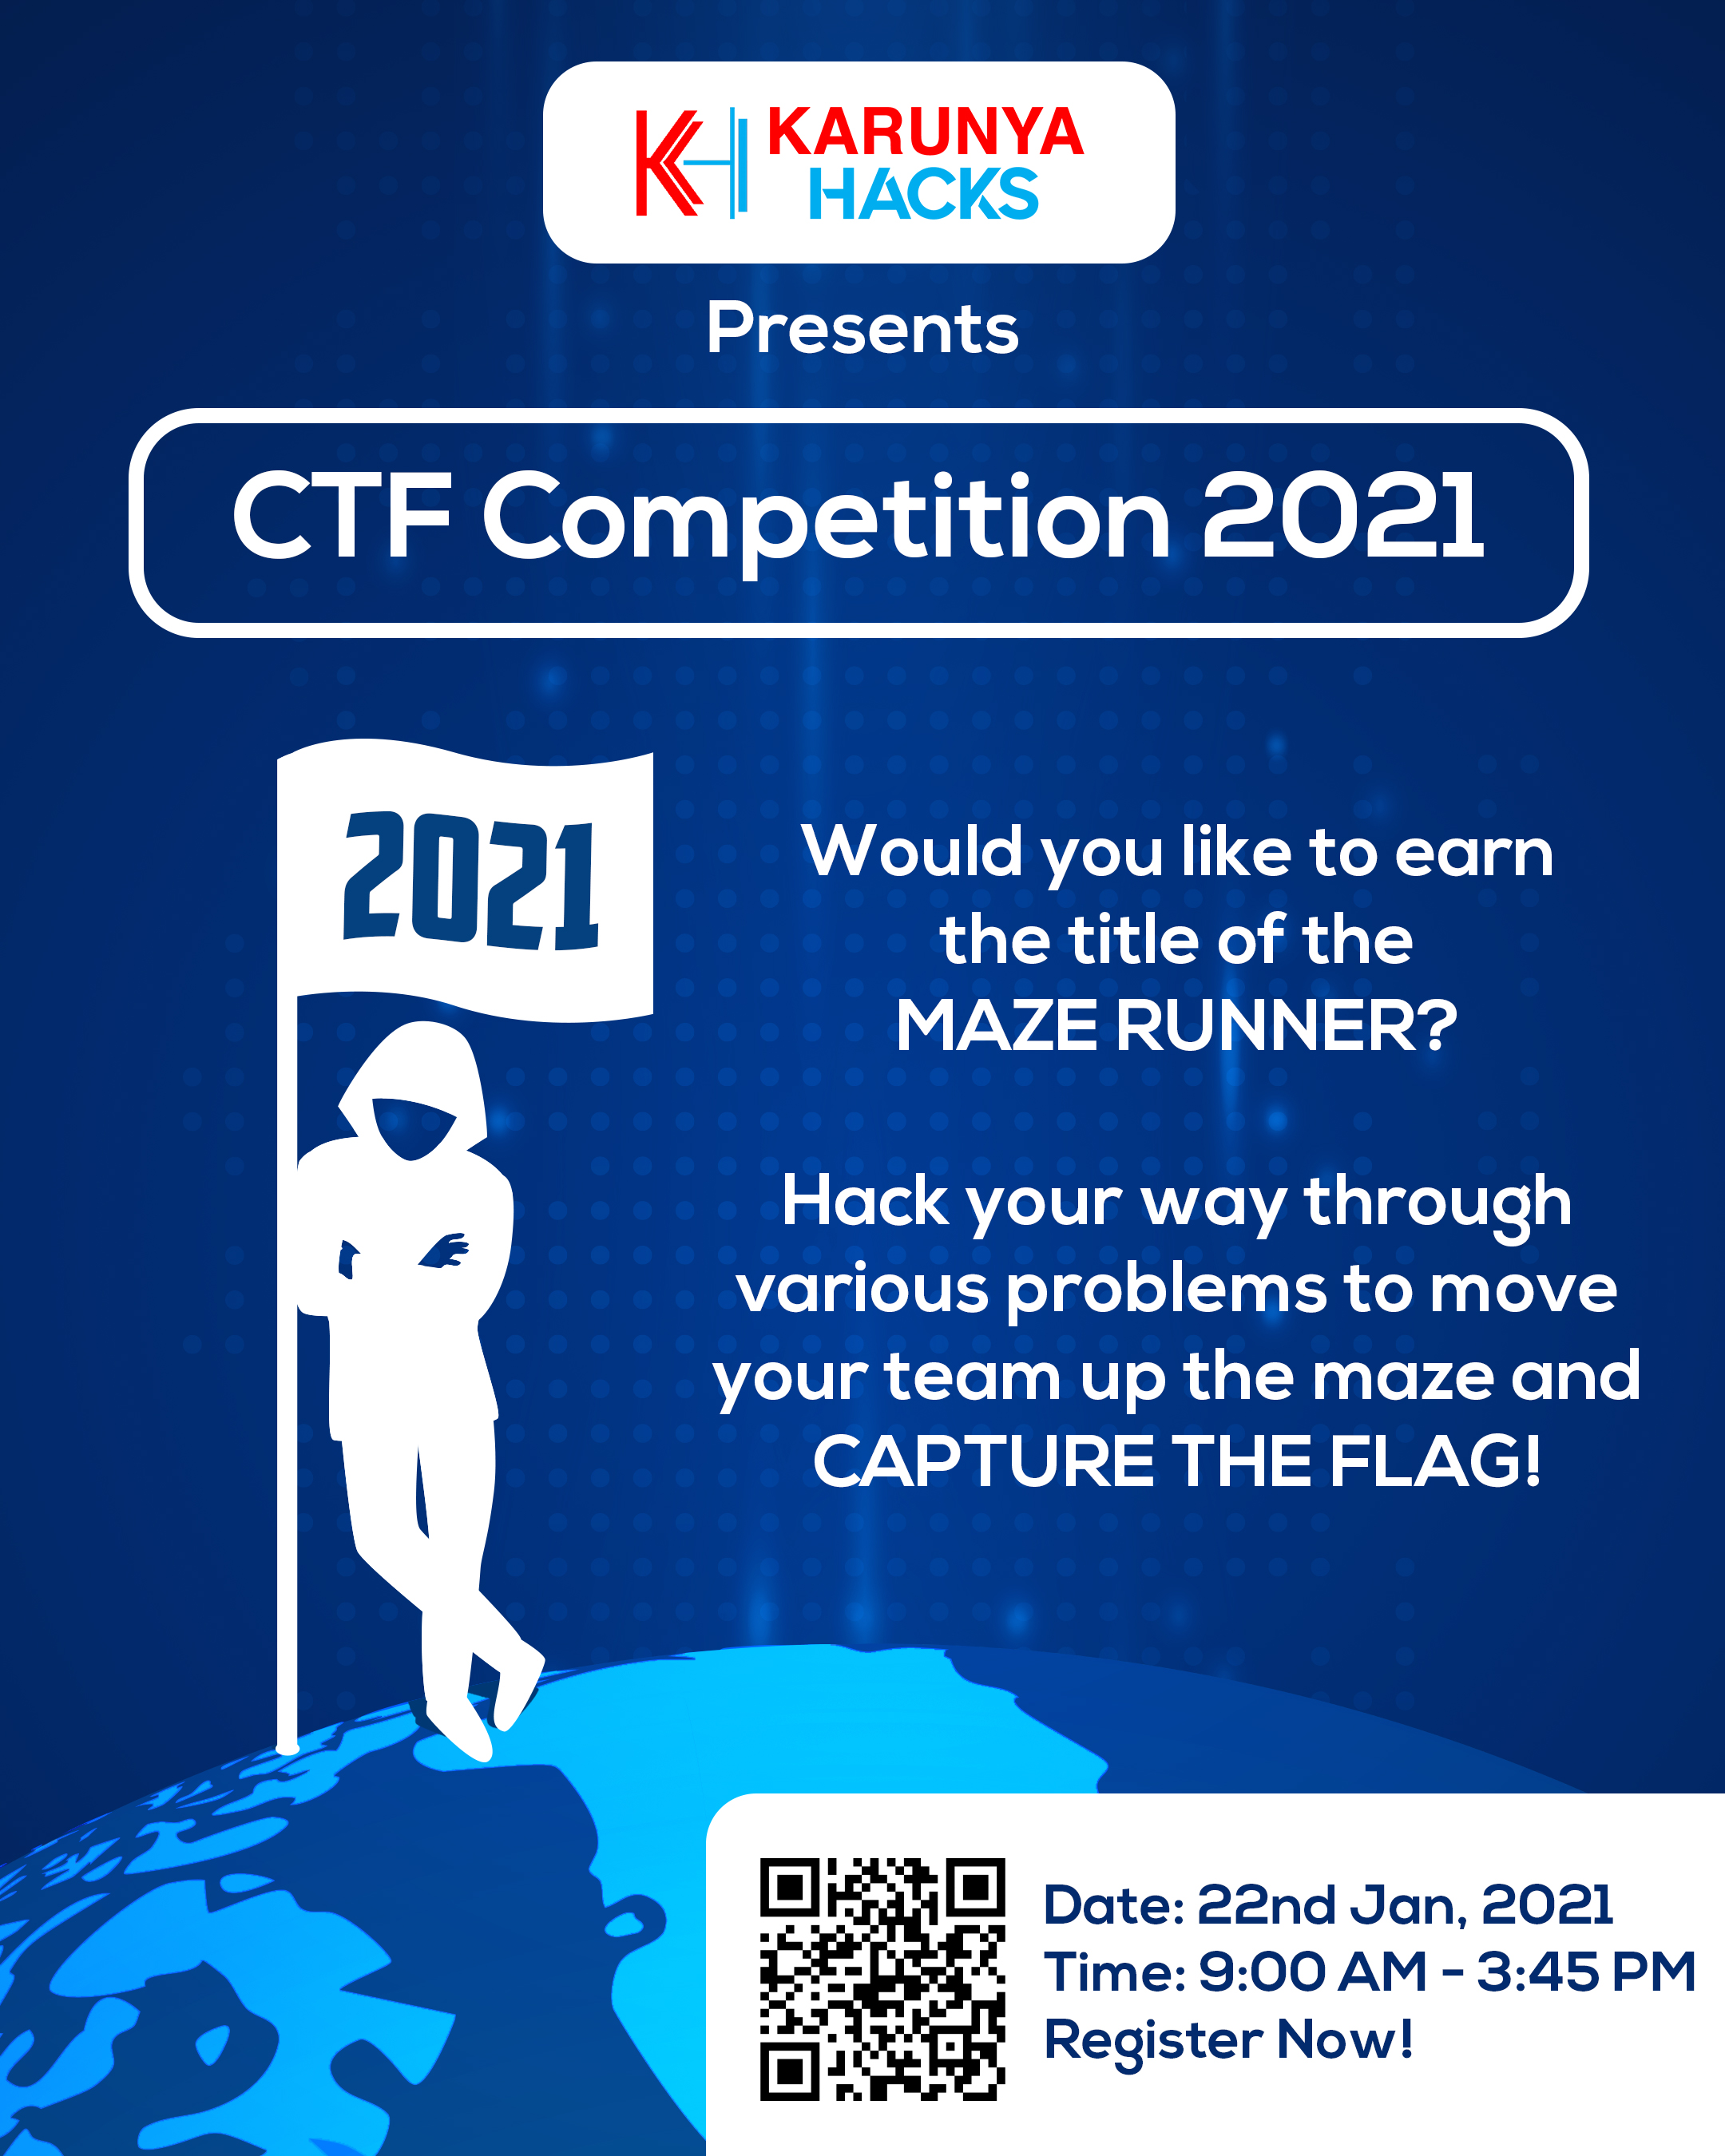 KH KARUNYA
HACKS
Presents
CTF Competition 2021
2021
Would you like to earn
the title of the
MAZE RUNNER?
Hack your way through
various problems to move
your team up the maze and
CAPTURE THE FLAG!
Date: 22nd Jan, 2021
Time: 9:00 AM - 3:45 PM
Register Now!